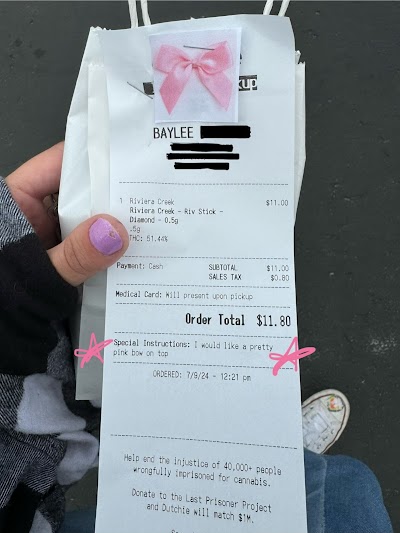 kup
BAYLEE
1 Riviera Creek $11.00
Riviera Creek - Riv Stick -
Diamond - 0.5g
.5g
THC: 61.44%
Payment: Cash SUBTOTAL $11.00
SALES TAX $0.80
Medical Card: Will present upon pickup
Order Total $11.80
Special Instructions: I would like a pretty
pink bow on top
ORDERED: 7/9/24 - 12:21 pm
Help end the injustice of 40,000+ people
wrongfully imprisoned for cannabis.
Donate to the Last Prisoner Project
and Dutchie will match $1M.